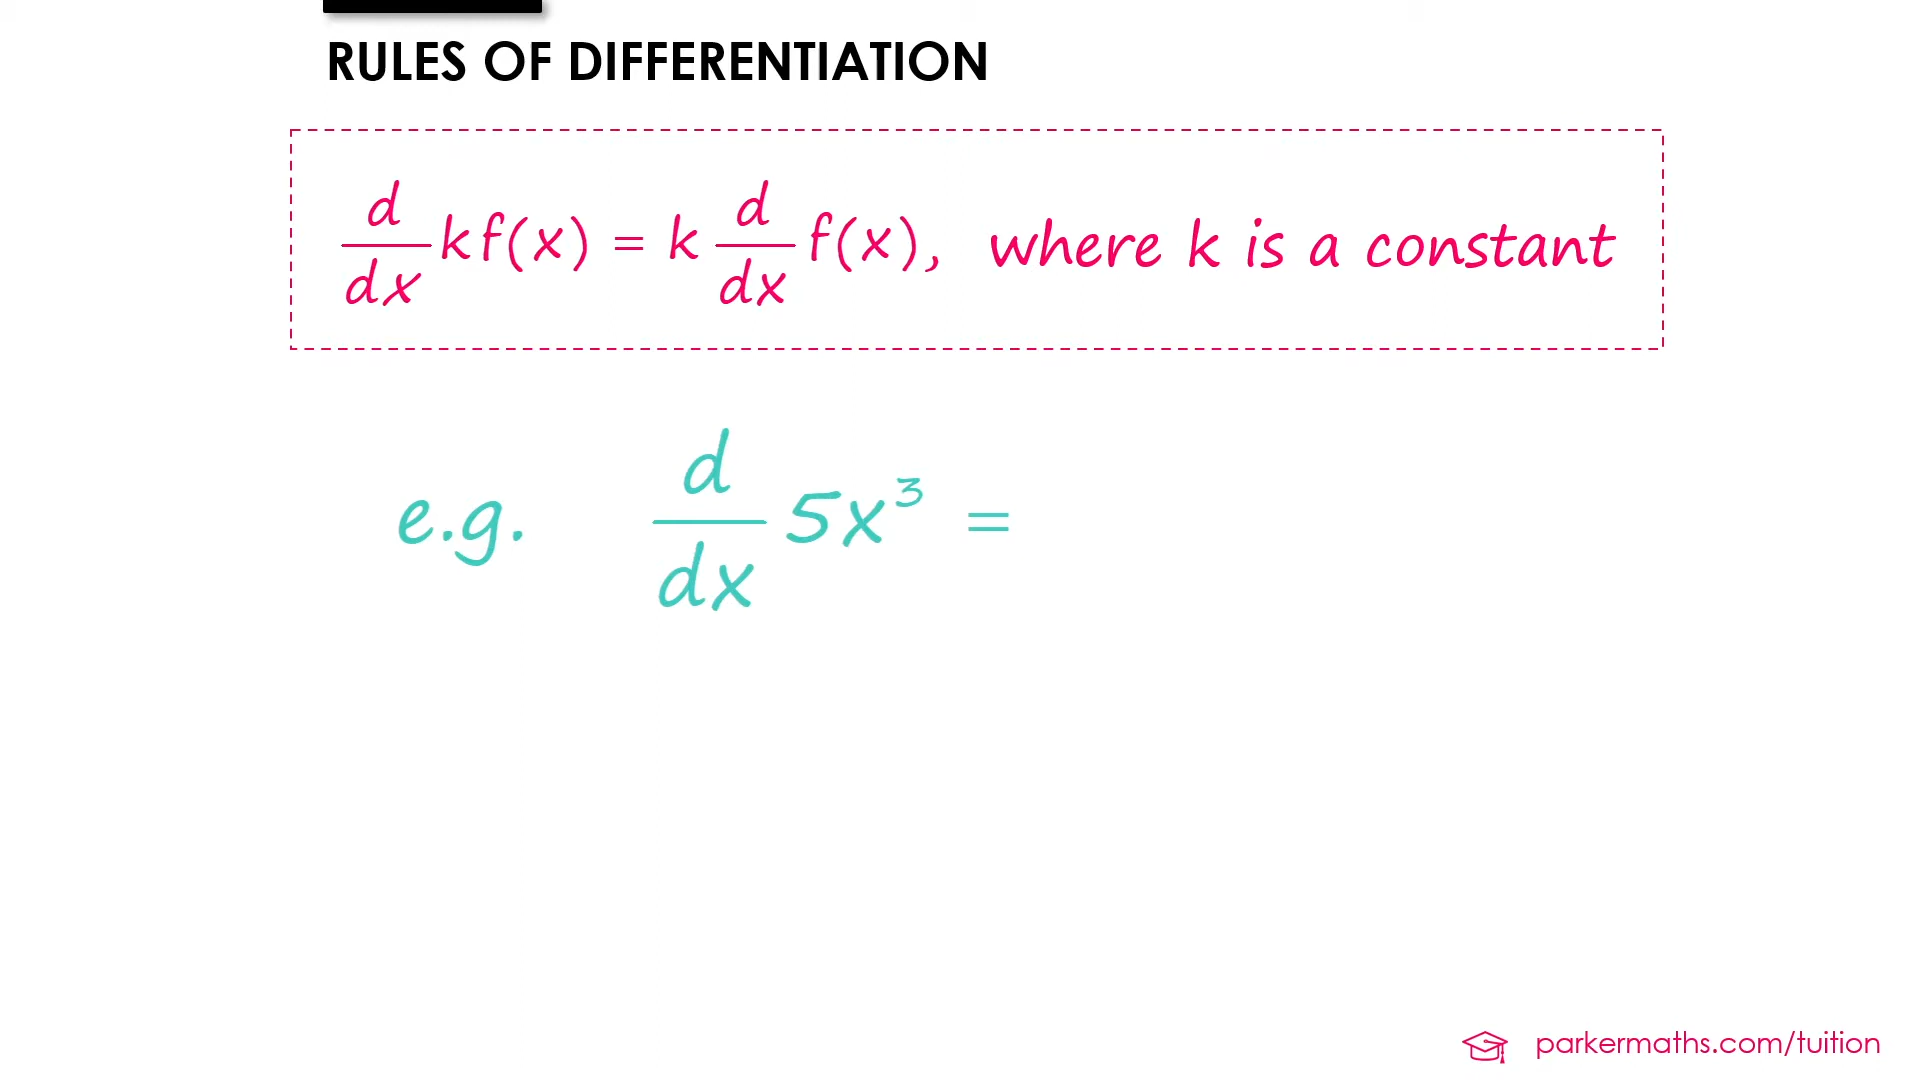 RULES OF DIFFERENTIATION
d/dx kf(x) = k d/dx f(x), where k is a constant
e.g. d/dx 5x³ =
parkermaths.com/tuition